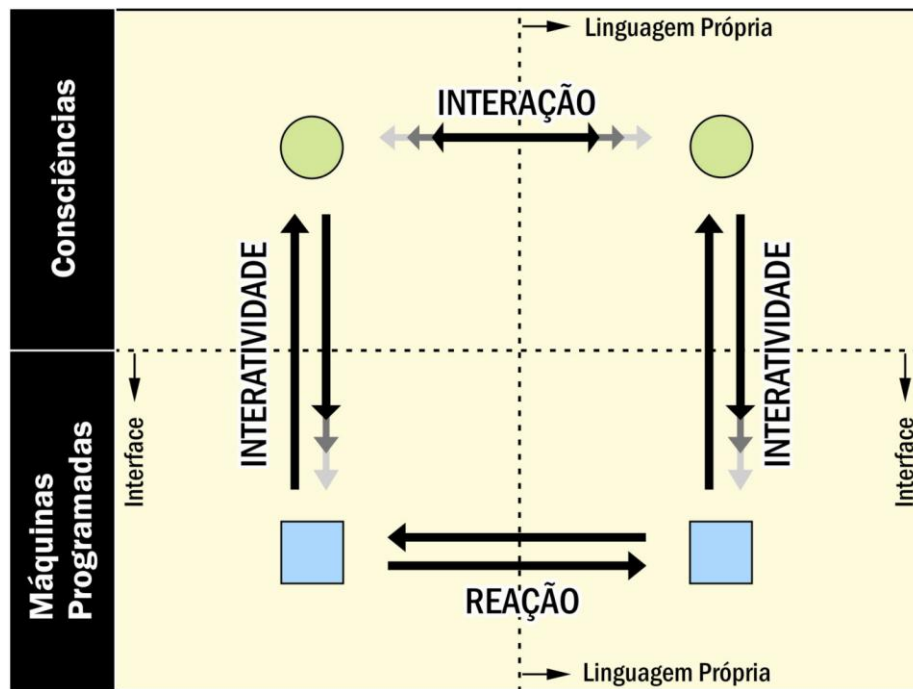 Linguagem Própria
INTERAÇÃO
Consciências
INTERATIVIDADE
INTERATIVIDADE
Interface
Interface
Máquinas
Programadas
REAÇÃO
Linguagem Própria